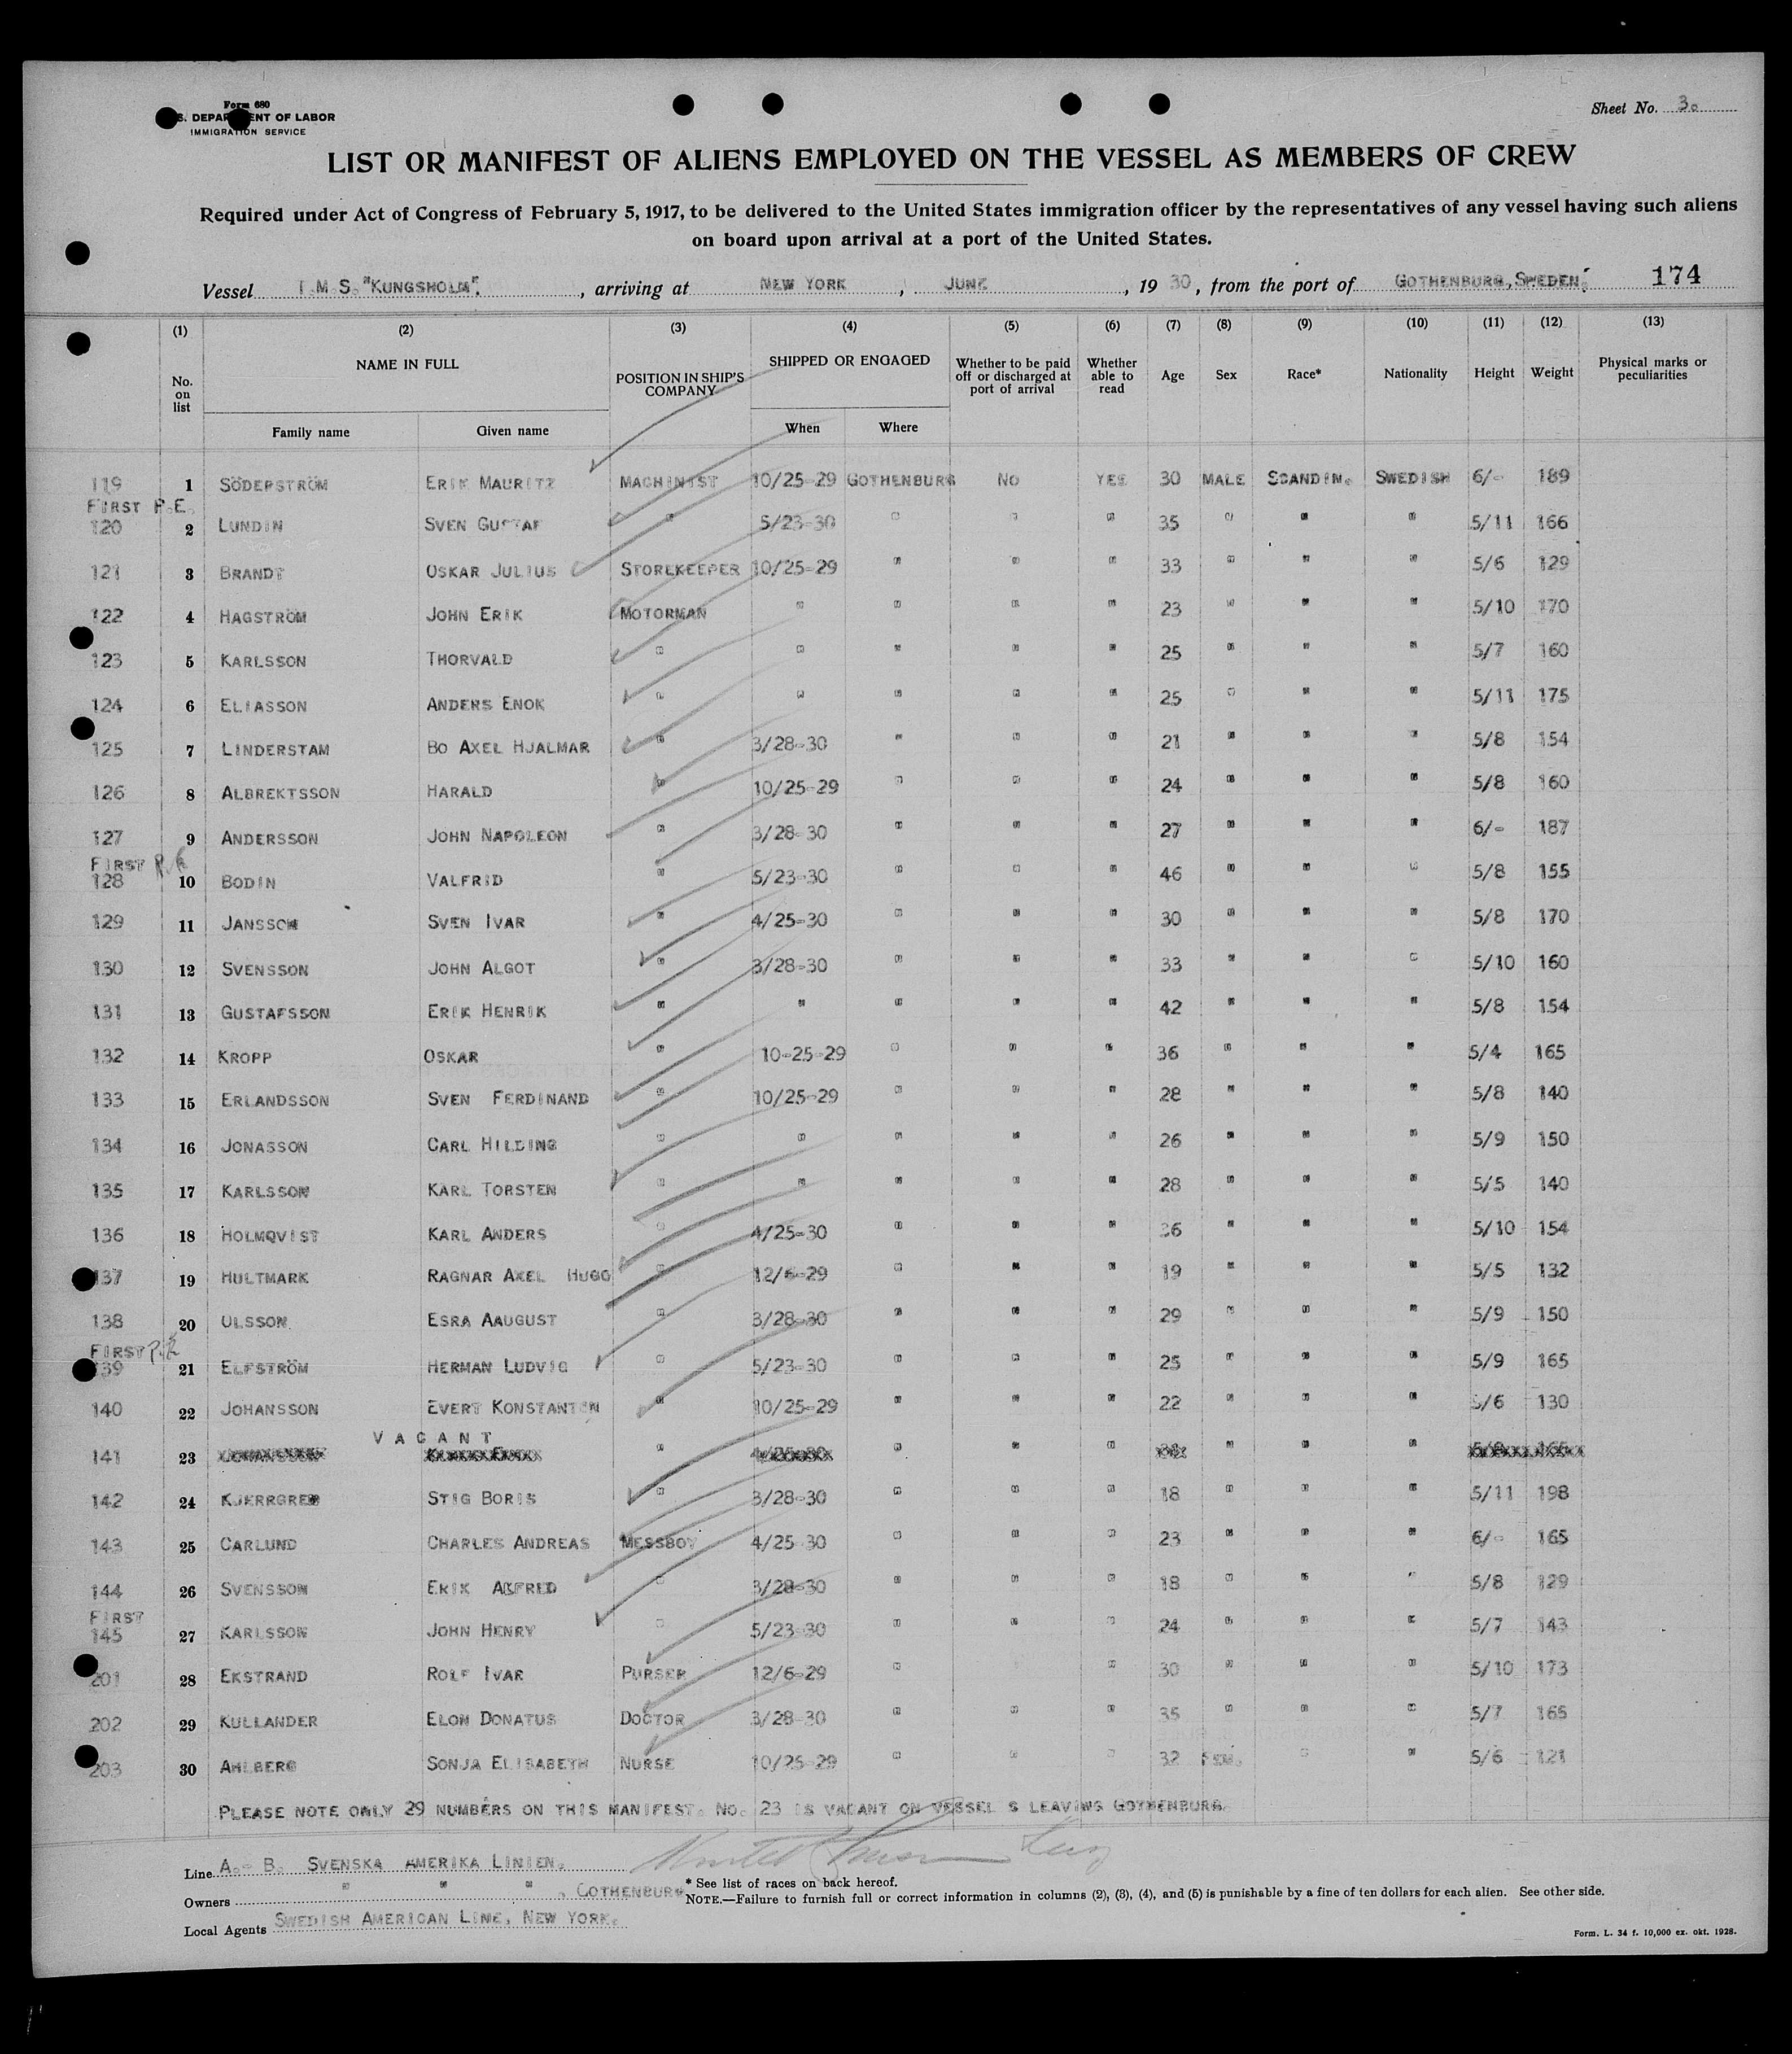 Form 680
S. DEPARTMENT OF LABOR
IMMIGRATION SERVICE
Sheet No. 3.
LIST OR MANIFEST OF ALIENS EMPLOYED ON THE VESSEL AS MEMBERS OF CREW
Required under Act of Congress of February 5, 1917, to be delivered to the United States immigration officer by the representatives of any vessel having such aliens
on board upon arrival at a port of the United States.
Vessel T.M.S. "KUNGSHOLM". , arriving at NEW YORK , JUNE , 19 30 , from the port of GOTHENBURG, SWEDEN. 174
(1) (2) (3) (4) (5) (6) (7) (8) (9) (10) (11) (12) (13)
No. on list NAME IN FULL Family name Given name POSITION IN SHIP'S COMPANY SHIPPED OR ENGAGED When Where Whether to be paid off or discharged at port of arrival Whether able to read Age Sex Race* Nationality Height Weight Physical marks or peculiarities
119 1 SÖDERSTRÖM ERIK MAURITZ MACHINIST 10/25-29 GOTHENBURG NO YES 30 MALE SCANDIN. SWEDISH 6/- 189
FIRST P.E.
120 2 LUNDIN SVEN GUSTAF " 5/23-30 " " " 35 " " " 5/11 166
121 3 BRANDT OSKAR JULIUS STOREKEEPER 10/25-29 " " " 33 " " " 5/6 129
122 4 HAGSTRÖM JOHN ERIK MOTORMAN " " " " 23 " " " 5/10 170
123 5 KARLSSON THORVALD " " " " " 25 " " " 5/7 160
124 6 ELIASSON ANDERS ENOK " " " " " 25 " " " 5/11 175
125 7 LINDERSTAM BO AXEL HJALMAR " 3/28-30 " " " 21 " " " 5/8 154
126 8 ALBREKTSSON HARALD " 10/25-29 " " " 24 " " " 5/8 160
127 9 ANDERSSON JOHN NAPOLEON " 3/28-30 " " " 27 " " " 6/- 187
FIRST
128 10 BODIN VALFRID " 5/23-30 " " " 46 " " " 5/8 155
129 11 JANSSON SVEN IVAR " 4/25-30 " " " 30 " " " 5/8 170
130 12 SVENSSON JOHN ALGOT " 3/28-30 " " " 33 " " " 5/10 160
131 13 GUSTAFSSON ERIK HENRIK " " " " " 42 " " " 5/8 154
132 14 KROPP OSKAR " 10-25-29 " " " 36 " " " 5/4 165
133 15 ERLANDSSON SVEN FERDINAND " 10/25-29 " " " 28 " " " 5/8 140
134 16 JONASSON CARL HILDING " " " " " 26 " " " 5/9 150
135 17 KARLSSON KARL TORSTEN " " " " " 28 " " " 5/5 140
136 18 HOLMQVIST KARL ANDERS " 4/25-30 " " " 36 " " " 5/10 154
137 19 HULTMARK RAGNAR AXEL HUGO " 12/6-29 " " " 19 " " " 5/5 132
138 20 OLSSON ESRA AAUGUST " 3/28-30 " " " 29 " " " 5/9 150
FIRST
139 21 ELFSTRÖM HERMAN LUDVIG " 5/23-30 " " " 25 " " " 5/9 165
140 22 JOHANSSON EVERT KONSTANTIN " 10/25-29 " " " 22 " " " 5/6 130
VACANT
141 23 " " " " " " "
142 24 KJERRGREN STIG BORIS " 3/28-30 " " " 18 " " " 5/11 198
143 25 CARLUND CHARLES ANDREAS MESSBOY 4/25-30 " " " 23 " " " 6/- 165
144 26 SVENSSON ERIK ALFRED " 3/28-30 " " " 18 " " " 5/8 129
FIRST
145 27 KARLSSON JOHN HENRY " 5/23-30 " " " 24 " " " 5/7 143
201 28 EKSTRAND ROLF IVAR PURSER 12/6-29 " " 30 " " " 5/10 173
202 29 KULLANDER ELON DONATUS DOCTOR 3/28-30 " " " 35 " " " 5/7 165
203 30 AHLBERG SONJA ELISABETH NURSE 10/25-29 " " " 32 FEM. " " 5/6 121
PLEASE NOTE ONLY 29 NUMBERS ON THIS MANIFEST. NO. 23 IS VACANT ON VESSEL S LEAVING GOTHENBURG.
Line A.- B. SVENSKA AMERIKA LINIEN.
* See list of races on back hereof.
Owners " " " , GOTHENBURG
NOTE.—Failure to furnish full or correct information in columns (2), (3), (4), and (5) is punishable by a fine of ten dollars for each alien. See other side.
Local Agents SWEDISH AMERICAN LINE, NEW YORK.
Form. L. 34 f. 10,000 ex. okt. 1928.